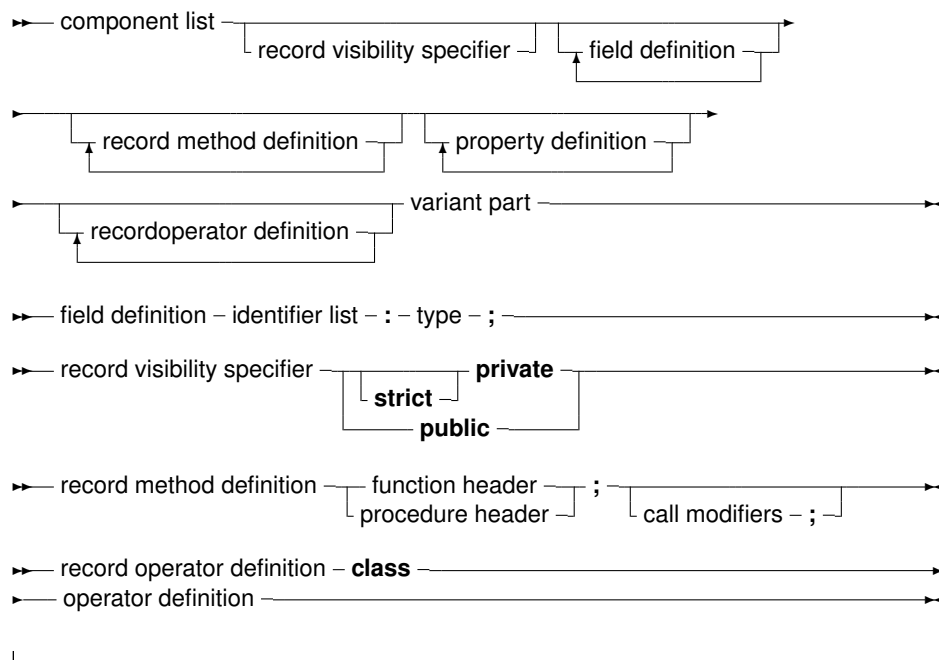 component list
record visibility specifier field definition
record method definition property definition
variant part
recordoperator definition
field definition identifier list : type ;
record visibility specifier private
strict
public
record method definition function header ;
procedure header call modifiers ;
record operator definition class
operator definition